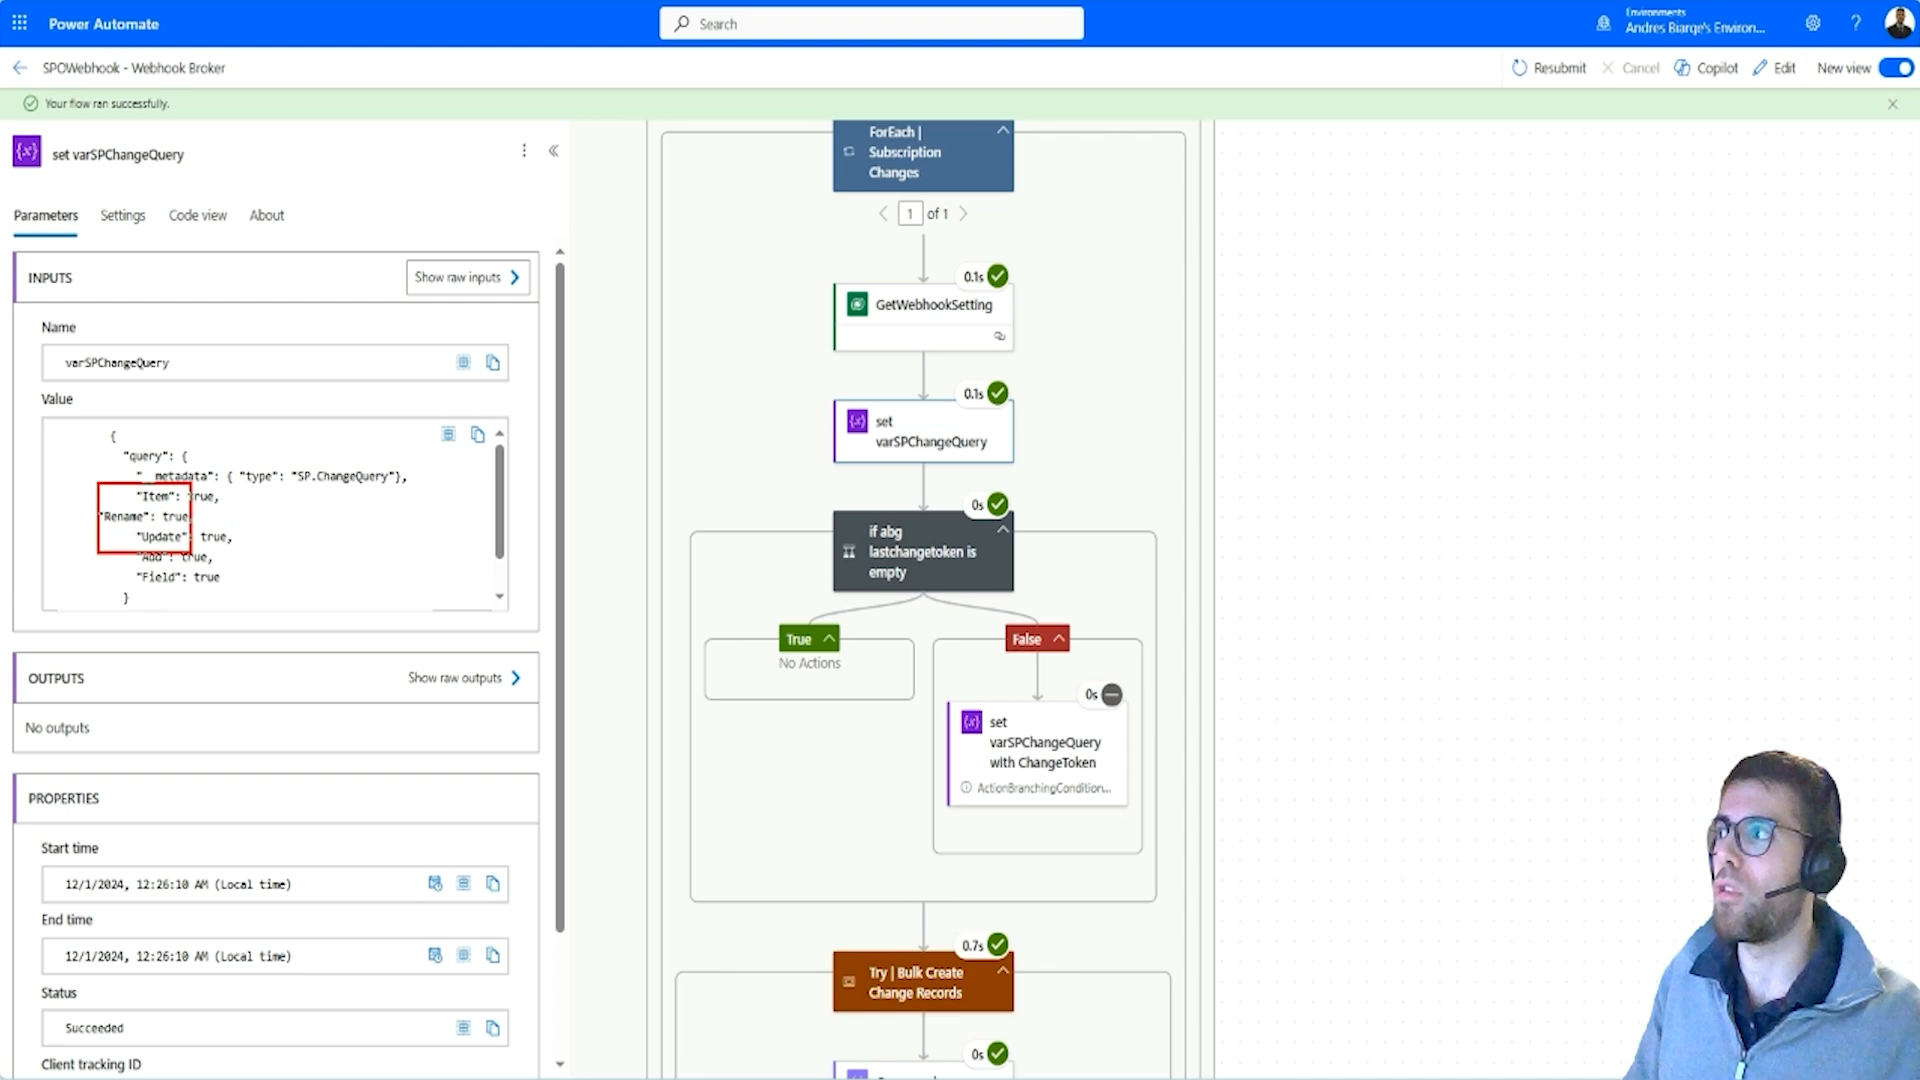 Power Automate
Search
Environments
Andres Biarge's Environ...
SPOWebhook - Webhook Broker
Resubmit
Cancel
Copilot
Edit
New view
Your flow ran successfully.
set varSPChangeQuery
Parameters
Settings
Code view
About
INPUTS
Show raw inputs
Name
varSPChangeQuery
Value
{
"query": {
"__metadata": { "type": "SP.ChangeQuery"},
"Item": true,
"Rename": true,
"Update": true,
"Add": true,
"Field": true
}
OUTPUTS
Show raw outputs
No outputs
PROPERTIES
Start time
12/1/2024, 12:26:10 AM (Local time)
End time
12/1/2024, 12:26:10 AM (Local time)
Status
Succeeded
Client tracking ID
ForEach |
Subscription
Changes
1 of 1
0.1s
GetWebhookSetting
0.1s
set
varSPChangeQuery
0s
if abg
lastchangetoken is
empty
True
No Actions
False
0s
set
varSPChangeQuery
with ChangeToken
ActionBranchingCondition...
0.7s
Try | Bulk Create
Change Records
0s